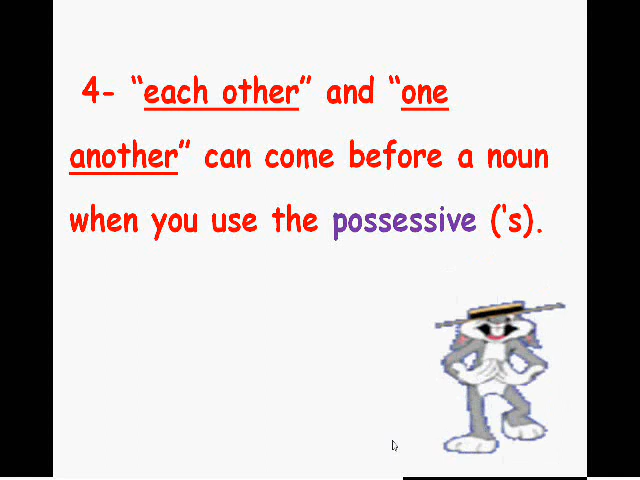 4- “each other” and “one
another” can come before a noun
when you use the possessive (‘s).